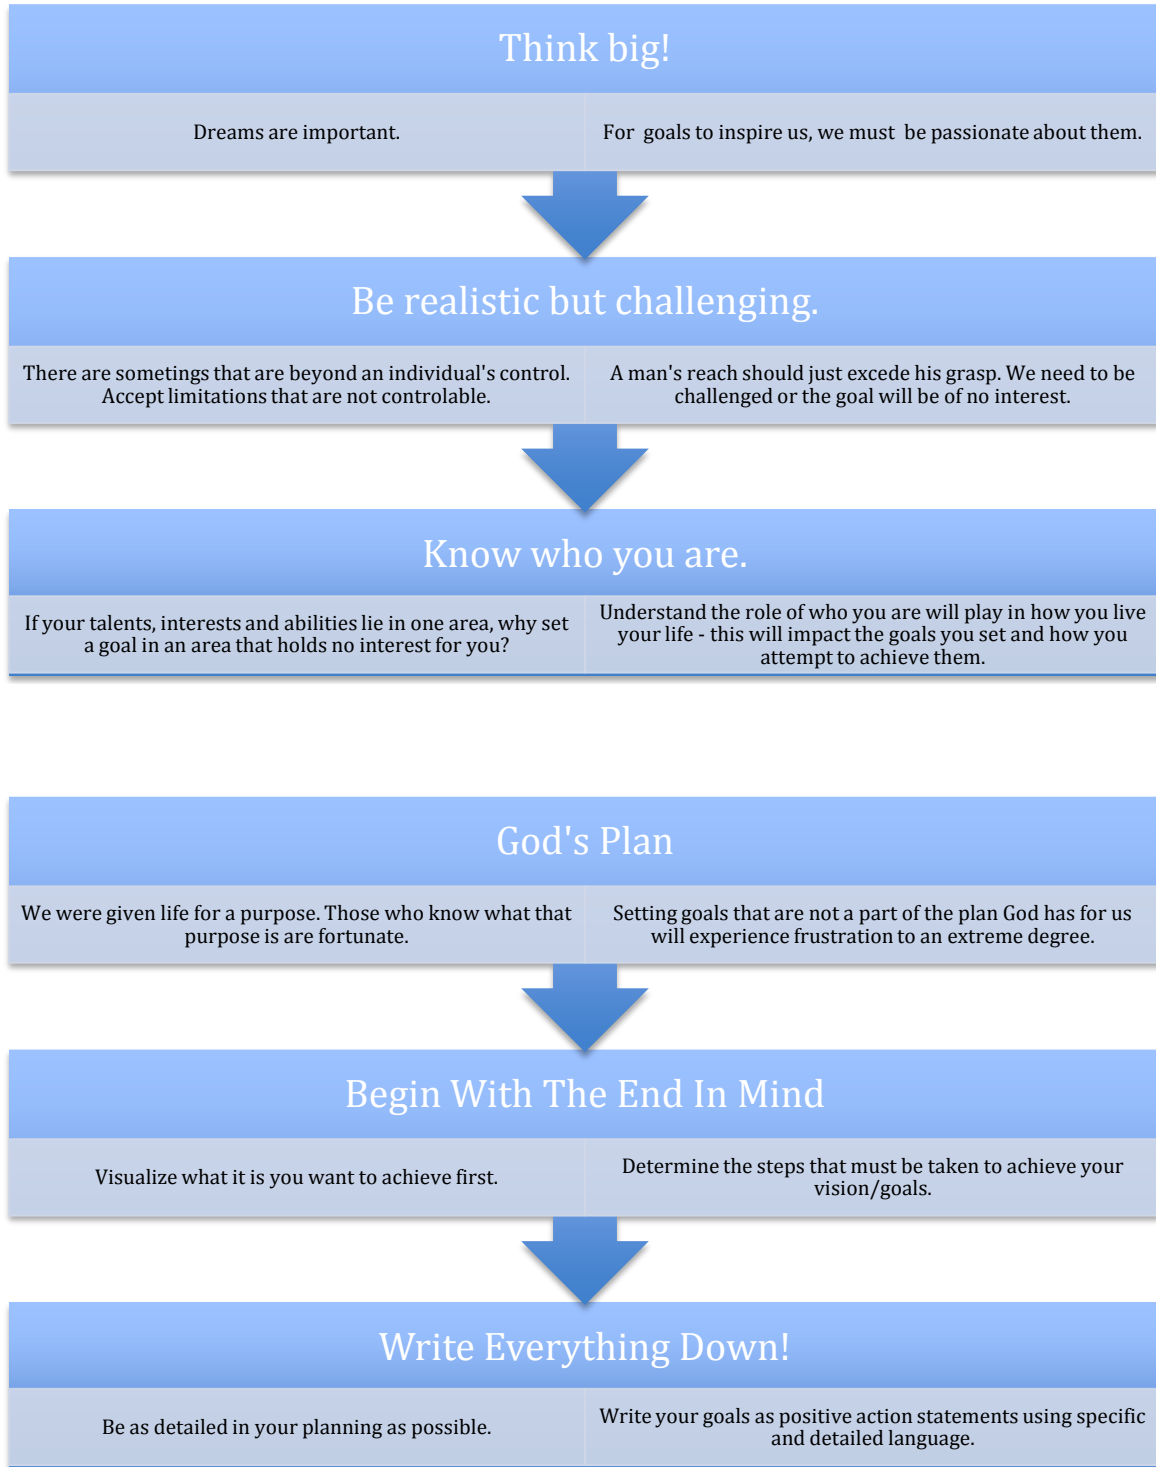 Think big!
Dreams are important.
For goals to inspire us, we must be passionate about them.
Be realistic but challenging.
There are sometings that are beyond an individual's control.
Accept limitations that are not controlable.
A man's reach should just excede his grasp. We need to be
challenged or the goal will be of no interest.
Know who you are.
If your talents, interests and abilities lie in one area, why set
a goal in an area that holds no interest for you?
Understand the role of who you are will play in how you live
your life - this will impact the goals you set and how you
attempt to achieve them.
God's Plan
We were given life for a purpose. Those who know what that
purpose is are fortunate.
Setting goals that are not a part of the plan God has for us
will experience frustration to an extreme degree.
Begin With The End In Mind
Visualize what it is you want to achieve first.
Determine the steps that must be taken to achieve your
vision/goals.
Write Everything Down!
Be as detailed in your planning as possible.
Write your goals as positive action statements using specific
and detailed language.